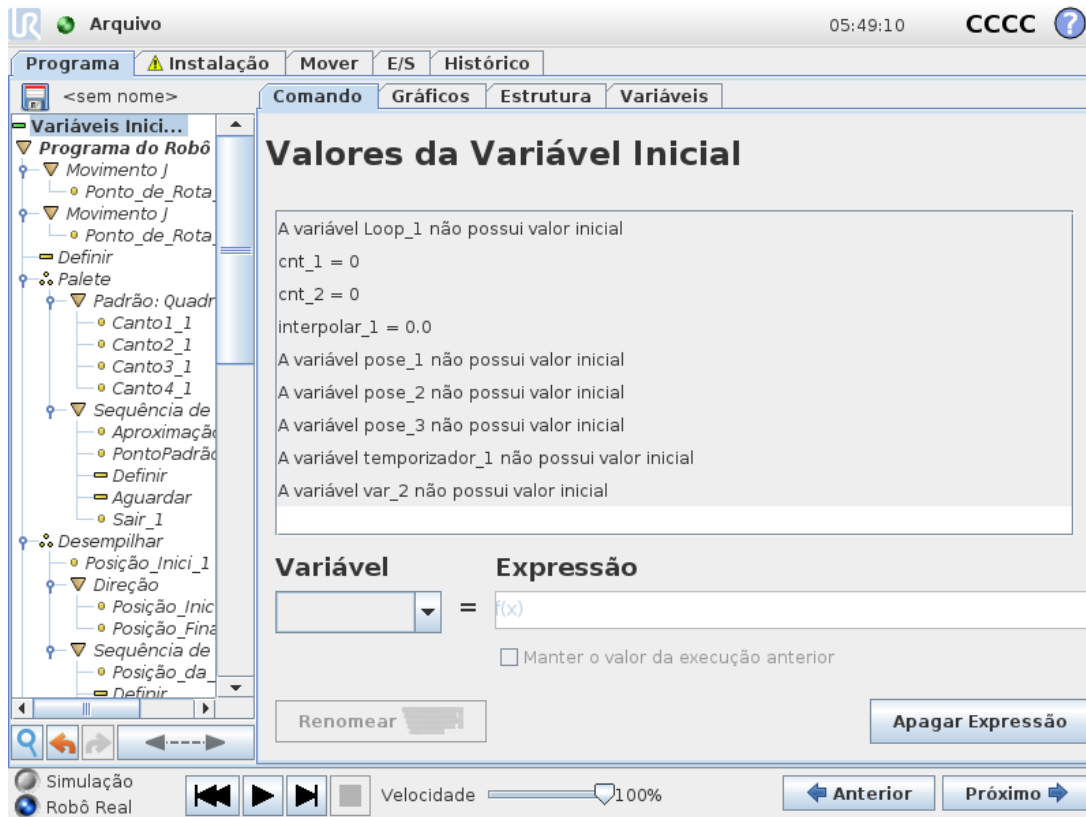 Arquivo
05:49:10
CCCC
?
Programa
Instalação
Mover
E/S
Histórico
<sem nome>
Comando
Gráficos
Estrutura
Variáveis
Variáveis Inici...
Programa do Robô
Movimento J
Ponto_de_Rota_
Movimento J
Ponto_de_Rota_
Definir
Palete
Padrão: Quadr
Canto1_1
Canto2_1
Canto3_1
Canto4_1
Sequência de
Aproximação
PontoPadrão
Definir
Aguardar
Sair_1
Desempilhar
Posição_Inici_1
Direção
Posição_Inic
Posição_Fina
Sequência de
Posição_da_
Definir
Valores da Variável Inicial
A variável Loop_1 não possui valor inicial
cnt_1 = 0
cnt_2 = 0
interpolar_1 = 0.0
A variável pose_1 não possui valor inicial
A variável pose_2 não possui valor inicial
A variável pose_3 não possui valor inicial
A variável temporizador_1 não possui valor inicial
A variável var_2 não possui valor inicial
Variável
Expressão
=
f(x)
Manter o valor da execução anterior
Renomear
Apagar Expressão
Simulação
Robô Real
Velocidade
100%
Anterior
Próximo